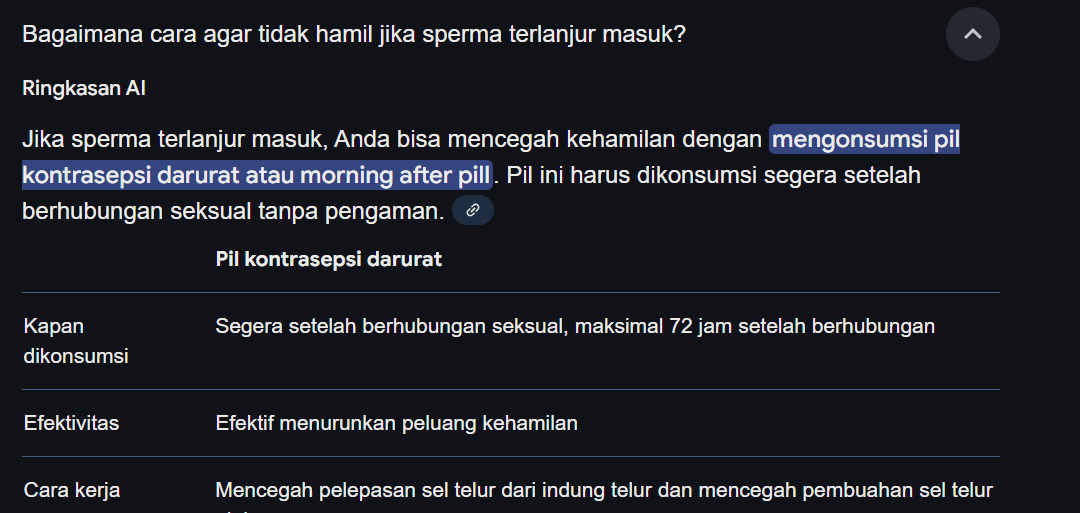 Bagaimana cara agar tidak hamil jika sperma terlanjur masuk?
Ringkasan AI
Jika sperma terlanjur masuk, Anda bisa mencegah kehamilan dengan mengonsumsi pil
kontrasepsi darurat atau morning after pill. Pil ini harus dikonsumsi segera setelah
berhubungan seksual tanpa pengaman.
Pil kontrasepsi darurat
Kapan dikonsumsi
Segera setelah berhubungan seksual, maksimal 72 jam setelah berhubungan
Efektivitas
Efektif menurunkan peluang kehamilan
Cara kerja
Mencegah pelepasan sel telur dari indung telur dan mencegah pembuahan sel telur